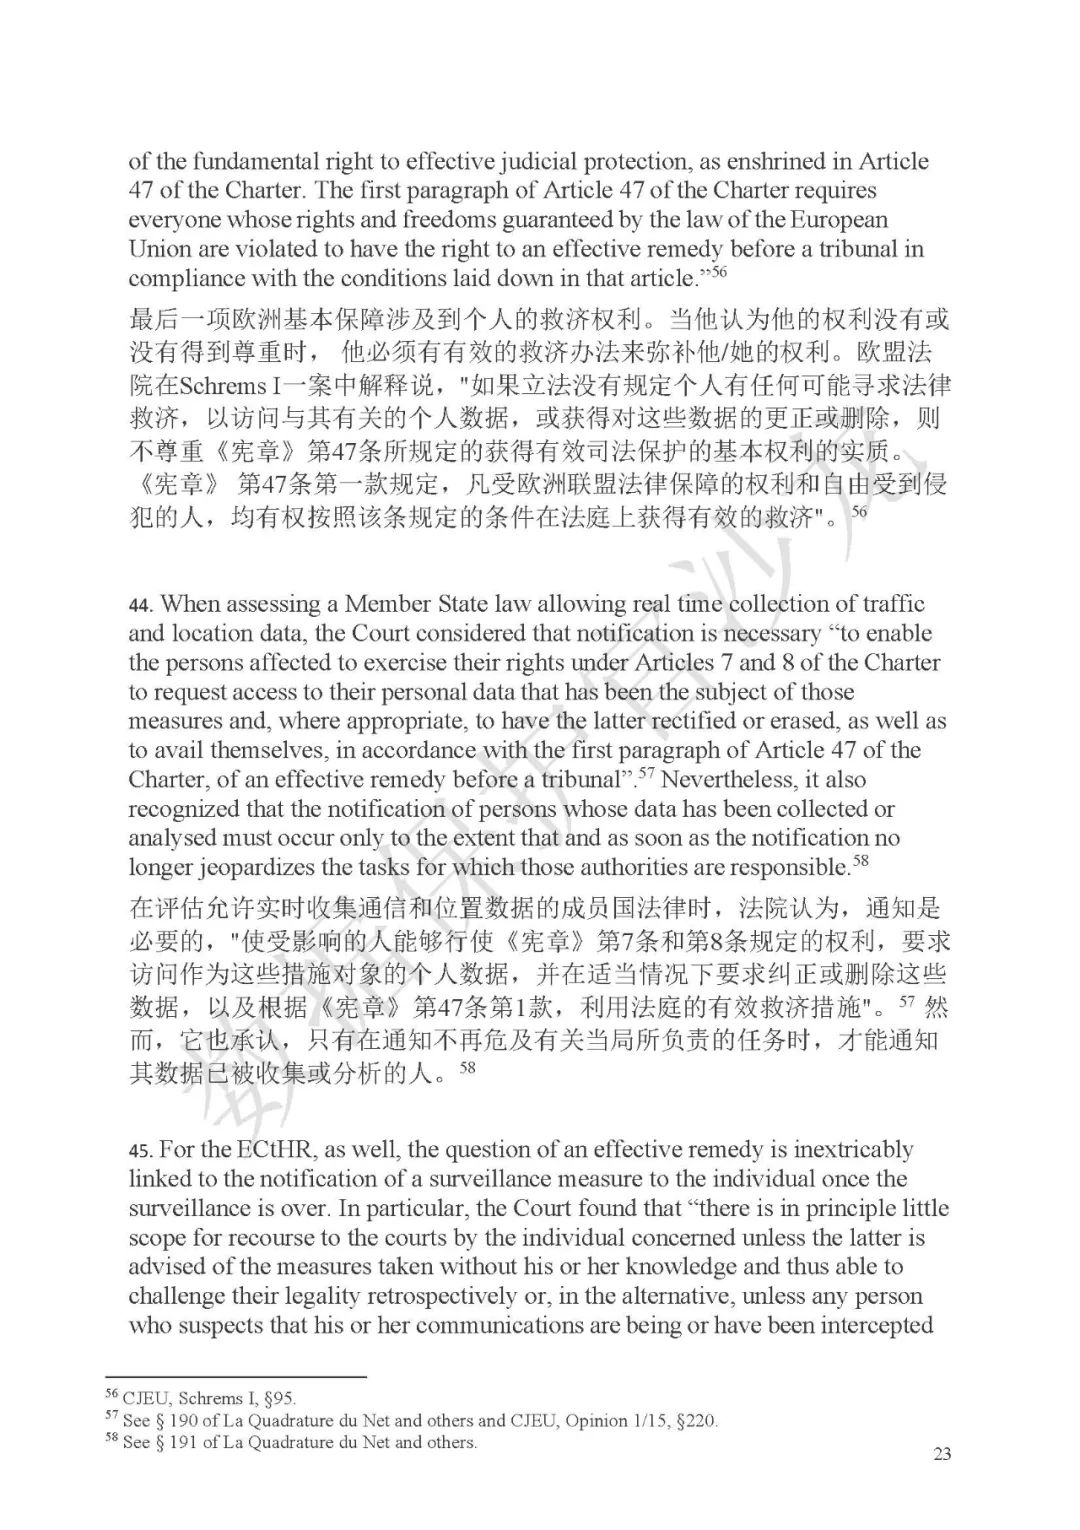 of the fundamental right to effective judicial protection, as enshrined in Article
47 of the Charter. The first paragraph of Article 47 of the Charter requires
everyone whose rights and freedoms guaranteed by the law of the European
Union are violated to have the right to an effective remedy before a tribunal in
compliance with the conditions laid down in that article.”56
最后一项欧洲基本保障涉及到个人的救济权利。当他认为他的权利没有或
没有得到尊重时， 他必须有有效的救济办法来弥补他/她的权利。欧盟法
院在Schrems I一案中解释说，"如果立法没有规定个人有任何可能寻求法律
救济，以访问与其有关的个人数据，或获得对这些数据的更正或删除，则
不尊重《宪章》第47条所规定的获得有效司法保护的基本权利的实质。
《宪章》 第47条第一款规定，凡受欧洲联盟法律保障的权利和自由受到侵
犯的人，均有权按照该条规定的条件在法庭上获得有效的救济"。56
44. When assessing a Member State law allowing real time collection of traffic
and location data, the Court considered that notification is necessary “to enable
the persons affected to exercise their rights under Articles 7 and 8 of the Charter
to request access to their personal data that has been the subject of those
measures and, where appropriate, to have the latter rectified or erased, as well as
to avail themselves, in accordance with the first paragraph of Article 47 of the
Charter, of an effective remedy before a tribunal”.57 Nevertheless, it also
recognized that the notification of persons whose data has been collected or
analysed must occur only to the extent that and as soon as the notification no
longer jeopardizes the tasks for which those authorities are responsible.58
在评估允许实时收集通信和位置数据的成员国法律时，法院认为，通知是
必要的，"使受影响的人能够行使《宪章》第7条和第8条规定的权利，要求
访问作为这些措施对象的个人数据，并在适当情况下要求纠正或删除这些
数据，以及根据《宪章》第47条第1款，利用法庭的有效救济措施"。57 然
而，它也承认，只有在通知不再危及有关当局所负责的任务时，才能通知
其数据已被收集或分析的人。58
45. For the ECtHR, as well, the question of an effective remedy is inextricably
linked to the notification of a surveillance measure to the individual once the
surveillance is over. In particular, the Court found that “there is in principle little
scope for recourse to the courts by the individual concerned unless the latter is
advised of the measures taken without his or her knowledge and thus able to
challenge their legality retrospectively or, in the alternative, unless any person
who suspects that his or her communications are being or have been intercepted
56 CJEU, Schrems I, §95.
57 See § 190 of La Quadrature du Net and others and CJEU, Opinion 1/15, §220.
58 See § 191 of La Quadrature du Net and others.
23
数据保护官沙龙